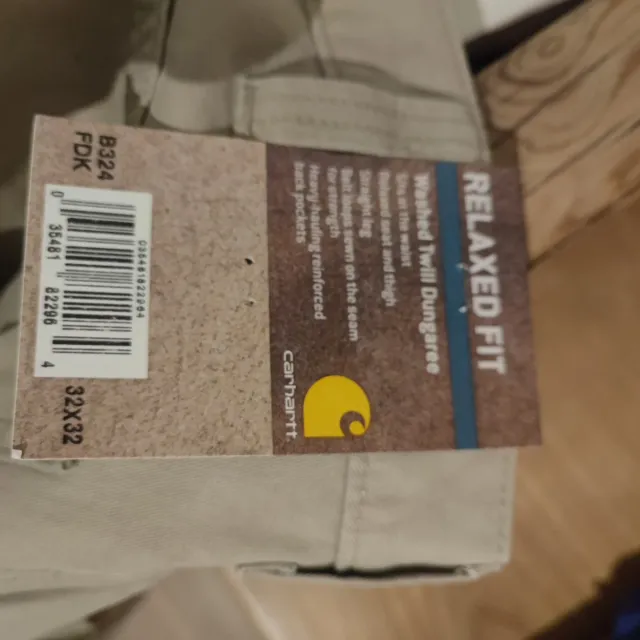 RELAXED FIT
Washed Twill Dungaree
Sits at the waist
Relaxed seat and thigh
Straight leg
Belt loops sewn on the seam
for strength
Heavy hauling reinforced
back pockets
carhartt
B324
FDK
035481822964
0 35481 82296 4
32X32